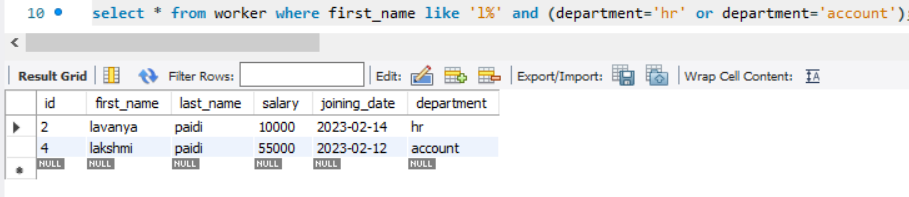 10 select * from worker where first_name like 'l%' and (department='hr' or department='account');
Result Grid Filter Rows: Edit: Export/Import: Wrap Cell Content: IA
id first_name last_name salary joining_date department
2 lavanya paidi 10000 2023-02-14 hr
4 lakshmi paidi 55000 2023-02-12 account
NULL NULL NULL NULL NULL NULL